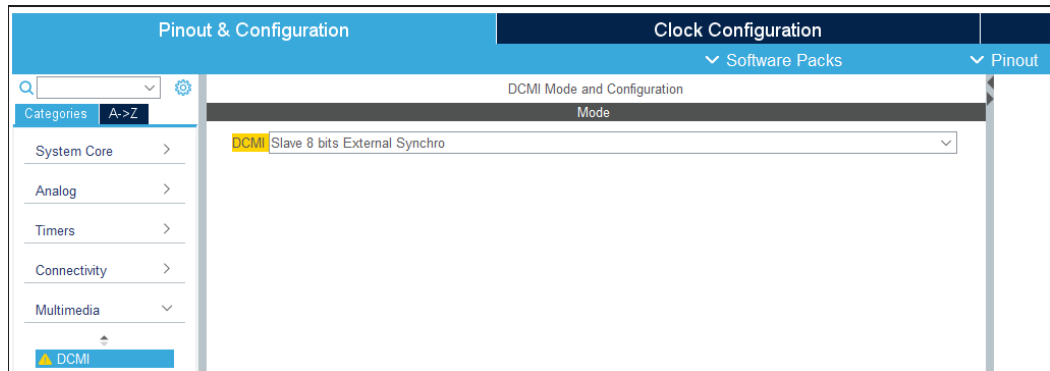 Pinout & Configuration
Clock Configuration
Software Packs
Pinout
DCMI Mode and Configuration
Categories
A->Z
Mode
DCMI Slave 8 bits External Synchro
System Core
Analog
Timers
Connectivity
Multimedia
DCMI